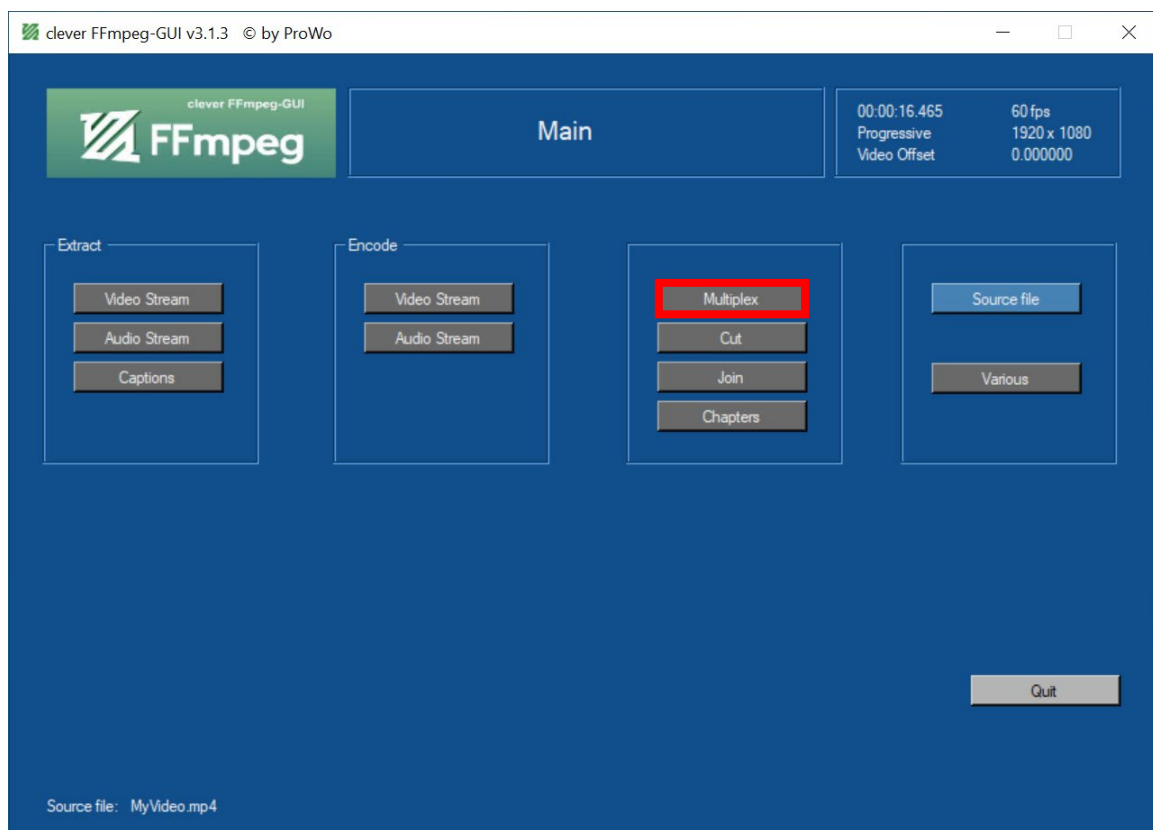 clever FFmpeg-GUI v3.1.3 © by ProWo
clever FFmpeg-GUI
FFmpeg
Main
00:00:16.465 60 fps
Progressive 1920 x 1080
Video Offset 0.000000
Extract
Video Stream
Audio Stream
Captions
Encode
Video Stream
Audio Stream
Multiplex
Cut
Join
Chapters
Source file
Various
Quit
Source file: MyVideo.mp4